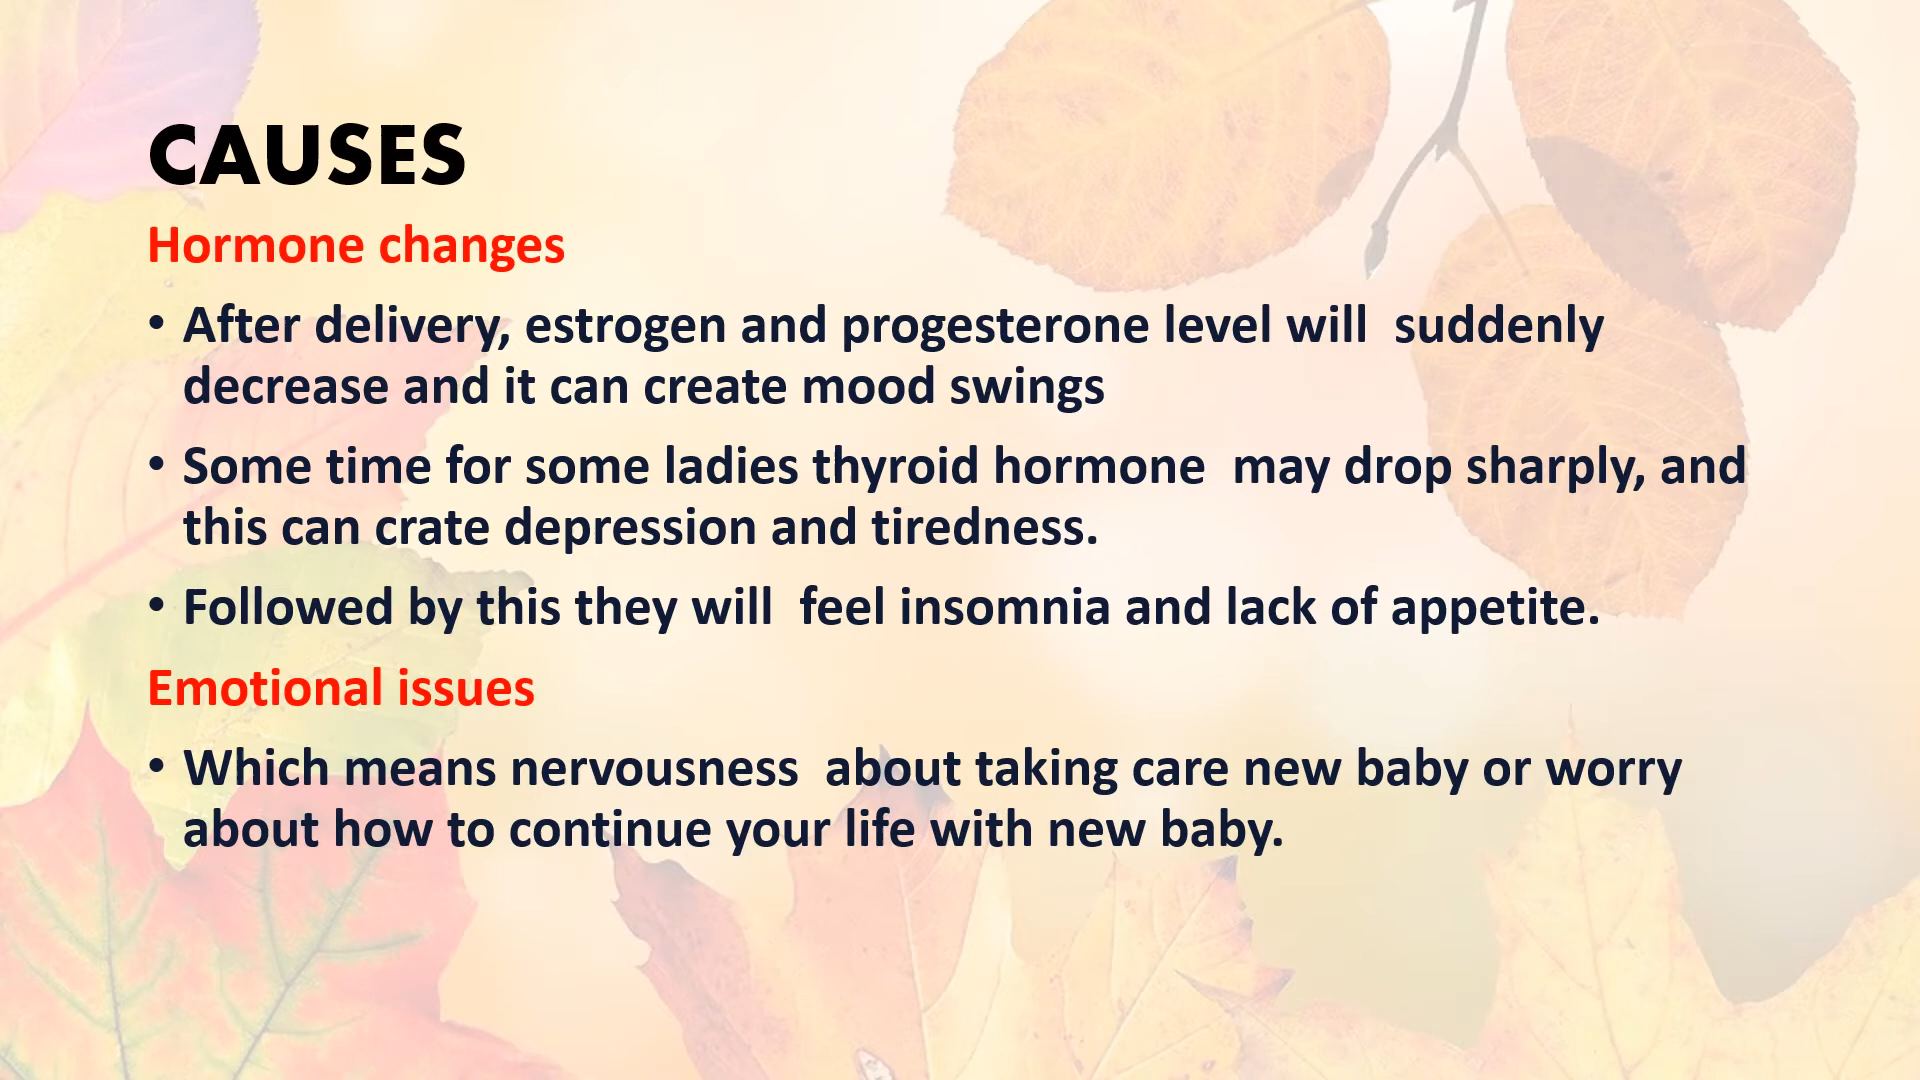 CAUSES
Hormone changes
• After delivery, estrogen and progesterone level will  suddenly
decrease and it can create mood swings
• Some time for some ladies thyroid hormone  may drop sharply, and
this can crate depression and tiredness.
• Followed by this they will  feel insomnia and lack of appetite.
Emotional issues
• Which means nervousness  about taking care new baby or worry
about how to continue your life with new baby.